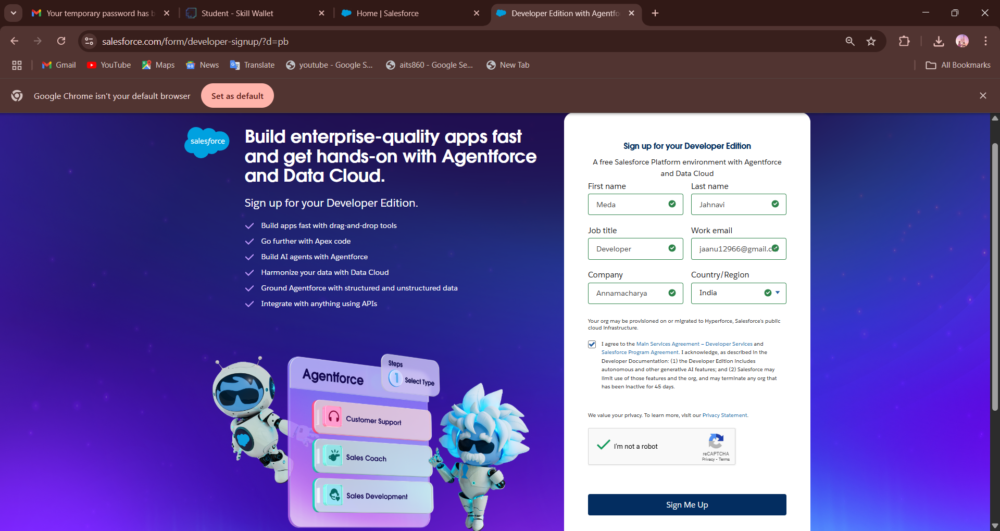 Your temporary password has b
Student - Skill Wallet
Home | Salesforce
Developer Edition with Agentfo
salesforce.com/form/developer-signup/?d=pb
Gmail
YouTube
Maps
News
Translate
youtube - Google S...
aits860 - Google Se...
New Tab
All Bookmarks
Google Chrome isn't your default browser
Set as default
salesforce
Build enterprise-quality apps fast
and get hands-on with Agentforce
and Data Cloud.
Sign up for your Developer Edition.
Build apps fast with drag-and-drop tools
Go further with Apex code
Build AI agents with Agentforce
Harmonize your data with Data Cloud
Ground Agentforce with structured and unstructured data
Integrate with anything using APIs
Agentforce
Steps
1
Select Type
Customer Support
Sales Coach
Sales Development
Sign up for your Developer Edition
A free Salesforce Platform environment with Agentforce
and Data Cloud
First name
Last name
Meda
Jahnavi
Job title
Work email
Developer
jaanu12966@gmail.c
Company
Country/Region
Annamacharya
India
Your org may be provisioned on or migrated to Hyperforce, Salesforce's public
cloud infrastructure.
I agree to the Main Services Agreement – Developer Services and
Salesforce Program Agreement. I acknowledge, as described in the
Developer Documentation: (1) the Developer Edition includes
autonomous and other generative AI features; and (2) Salesforce may
limit use of those features and the org, and may terminate any org that
has been inactive for 45 days.
We value your privacy. To learn more, visit our Privacy Statement.
I'm not a robot
reCAPTCHA
Privacy - Terms
Sign Me Up